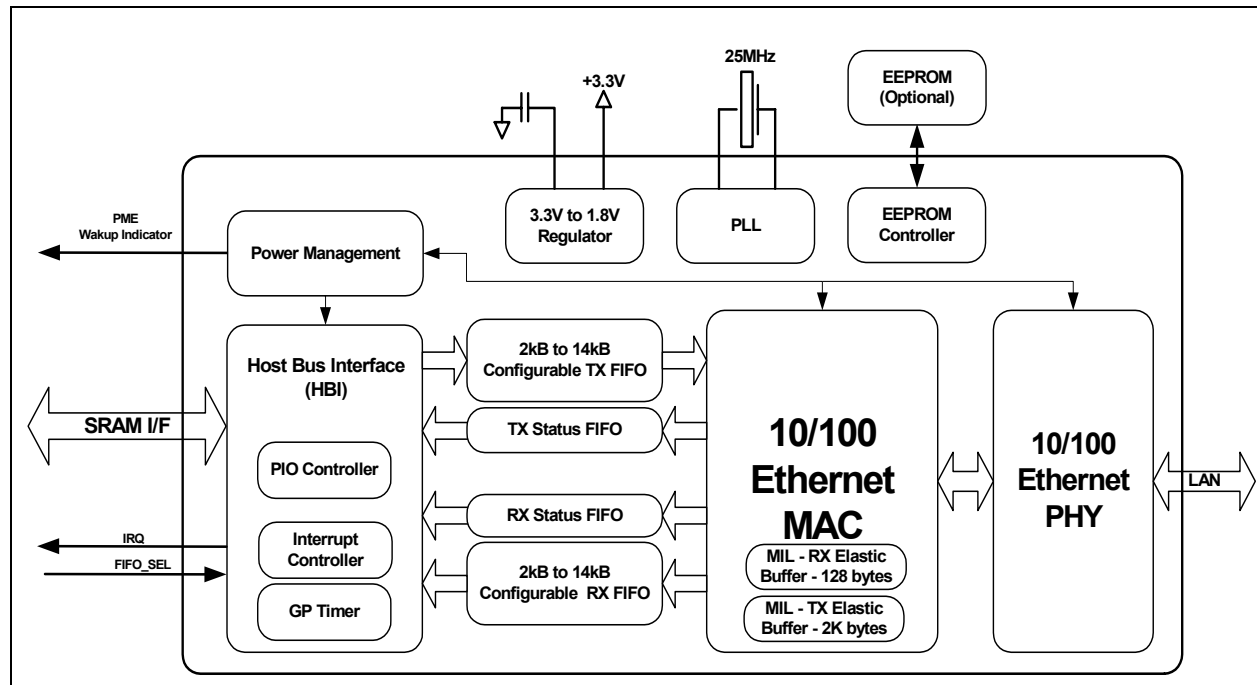 25MHz
+3.3V
EEPROM
(Optional)
PME
Wakup Indicator
Power Management
3.3V to 1.8V
Regulator
PLL
EEPROM
Controller
Host Bus Interface
(HBI)
2kB to 14kB
Configurable TX FIFO
SRAM I/F
TX Status FIFO
PIO Controller
10/100
Ethernet
MAC
10/100
Ethernet
PHY
LAN
RX Status FIFO
IRQ
FIFO_SEL
Interrupt
Controller
2kB to 14kB
Configurable RX FIFO
MIL - RX Elastic
Buffer - 128 bytes
GP Timer
MIL - TX Elastic
Buffer - 2K bytes